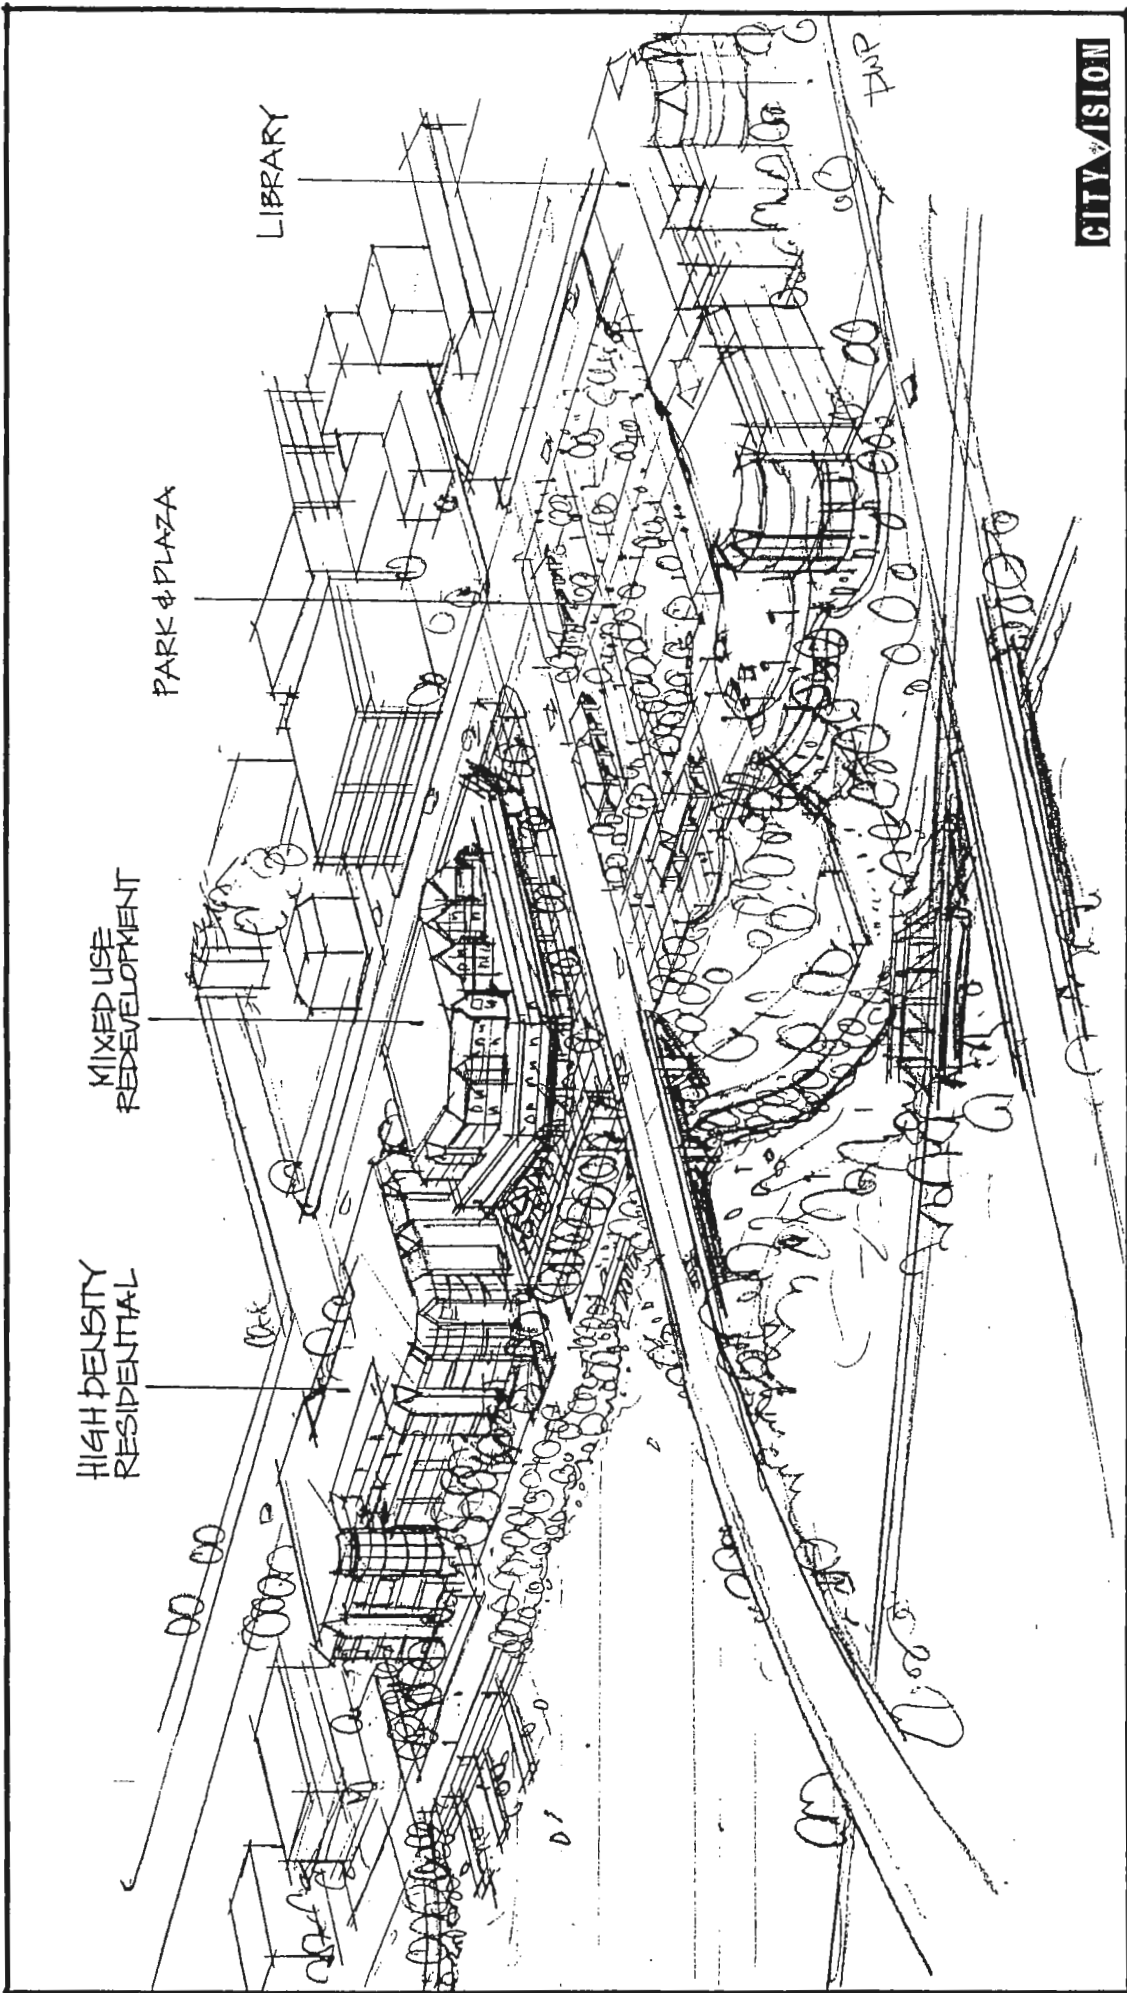 HIGH DENSITY
RESIDENTIAL
MIXED USE
REDEVELOPMENT
PARK & PLAZA
LIBRARY
CITY VISION